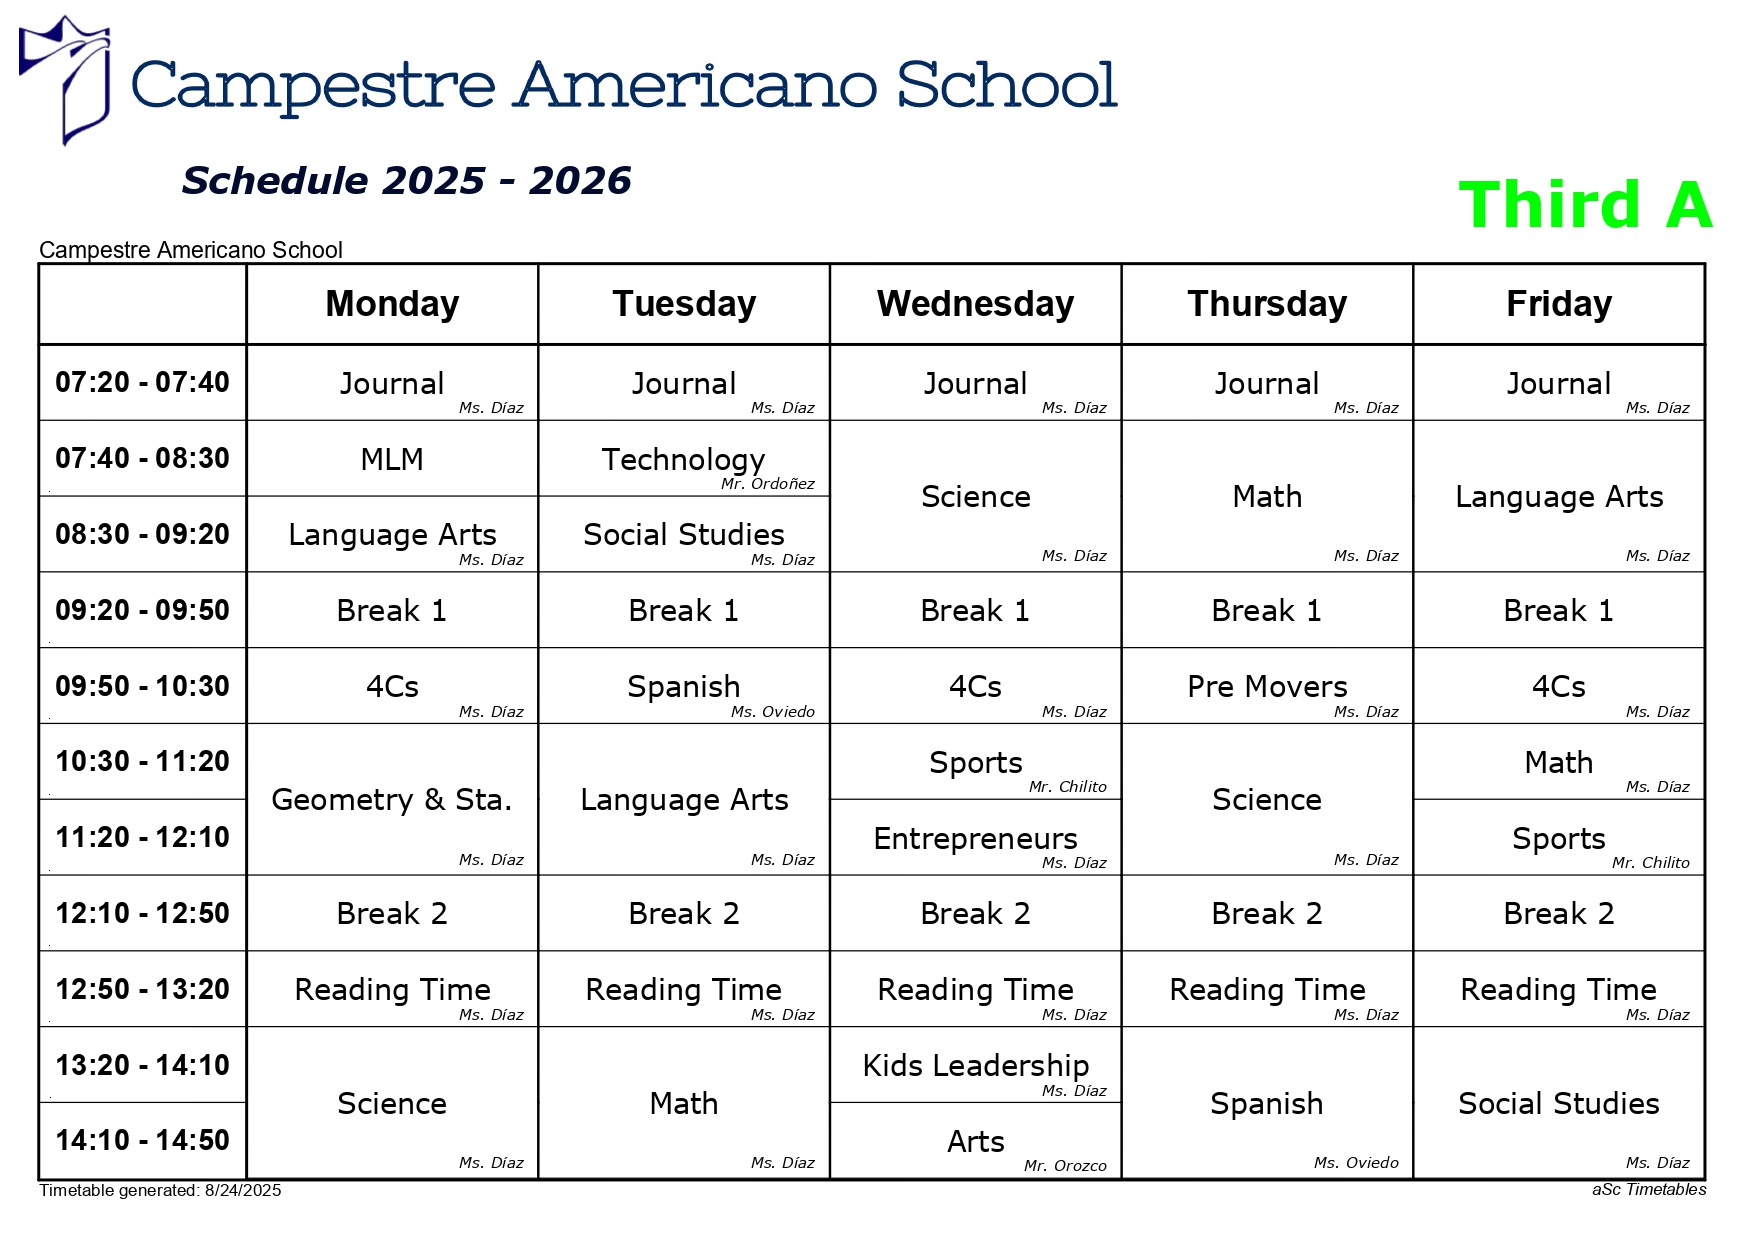 Campestre Americano School
Schedule 2025 - 2026
Third A
Campestre Americano School
Monday Tuesday Wednesday Thursday Friday
07:20 - 07:40 Journal Journal Journal Journal Journal
Ms. Díaz Ms. Díaz Ms. Díaz Ms. Díaz Ms. Díaz
07:40 - 08:30 MLM Technology
Mr. Ordoñez
Science Math Language Arts
08:30 - 09:20 Language Arts Social Studies
Ms. Díaz Ms. Díaz Ms. Díaz Ms. Díaz Ms. Díaz
09:20 - 09:50 Break 1 Break 1 Break 1 Break 1 Break 1
09:50 - 10:30 4Cs Spanish 4Cs Pre Movers 4Cs
Ms. Díaz Ms. Oviedo Ms. Díaz Ms. Díaz Ms. Díaz
10:30 - 11:20 Sports Math
Mr. Chilito Ms. Díaz
Geometry & Sta. Language Arts Science
11:20 - 12:10 Entrepreneurs Sports
Ms. Díaz Ms. Díaz Ms. Díaz Ms. Díaz Mr. Chilito
12:10 - 12:50 Break 2 Break 2 Break 2 Break 2 Break 2
12:50 - 13:20 Reading Time Reading Time Reading Time Reading Time Reading Time
Ms. Díaz Ms. Díaz Ms. Díaz Ms. Díaz Ms. Díaz
13:20 - 14:10 Kids Leadership
Ms. Díaz
Science Math Spanish Social Studies
14:10 - 14:50 Arts
Ms. Díaz Ms. Díaz Mr. Orozco Ms. Oviedo Ms. Díaz
Timetable generated: 8/24/2025 aSc Timetables